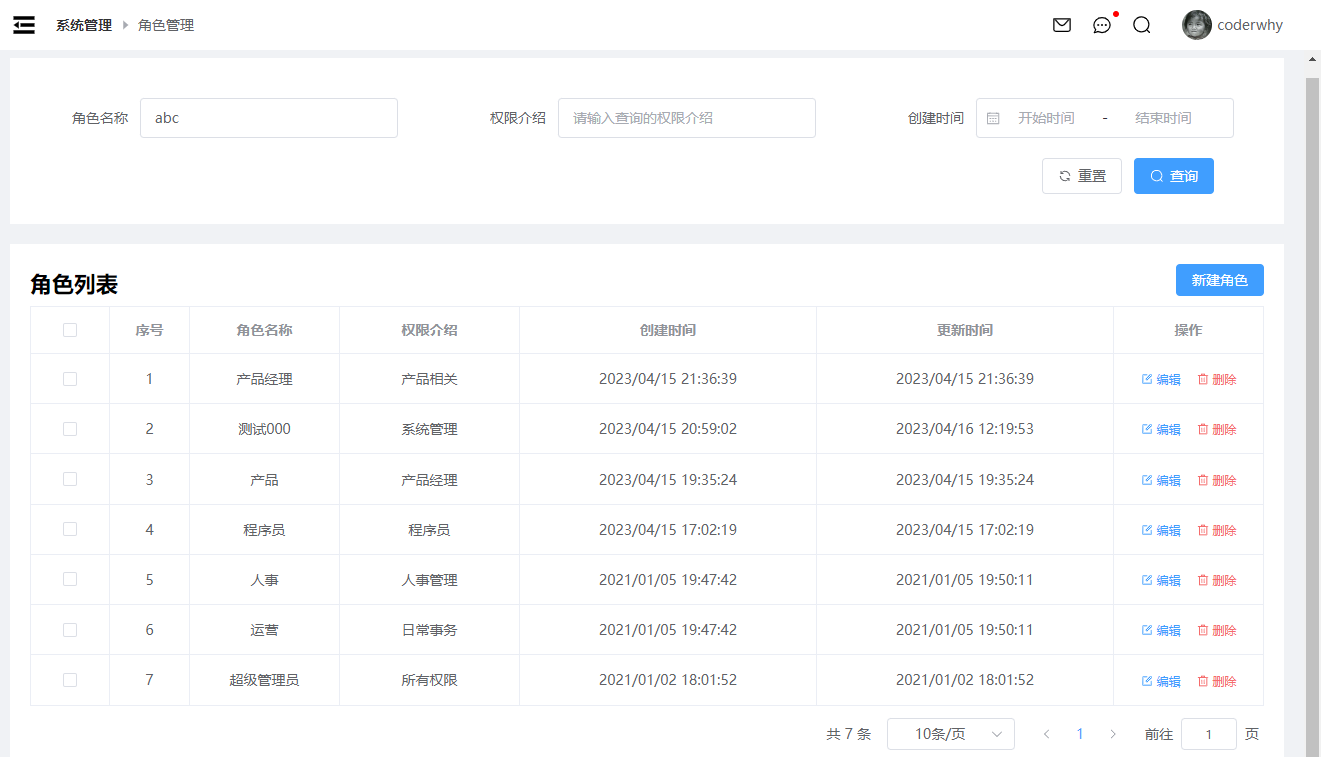 系统管理 角色管理 coderwhy
角色名称 abc 权限介绍 请输入查询的权限介绍 创建时间 开始时间 - 结束时间
重置 查询
角色列表 新建角色
序号 角色名称 权限介绍 创建时间 更新时间 操作
1 产品经理 产品相关 2023/04/15 21:36:39 2023/04/15 21:36:39 编辑 删除
2 测试000 系统管理 2023/04/15 20:59:02 2023/04/16 12:19:53 编辑 删除
3 产品 产品经理 2023/04/15 19:35:24 2023/04/15 19:35:24 编辑 删除
4 程序员 程序员 2023/04/15 17:02:19 2023/04/15 17:02:19 编辑 删除
5 人事 人事管理 2021/01/05 19:47:42 2021/01/05 19:50:11 编辑 删除
6 运营 日常事务 2021/01/05 19:47:42 2021/01/05 19:50:11 编辑 删除
7 超级管理员 所有权限 2021/01/02 18:01:52 2021/01/02 18:01:52 编辑 删除
共 7 条 10条/页 1 前往 1 页